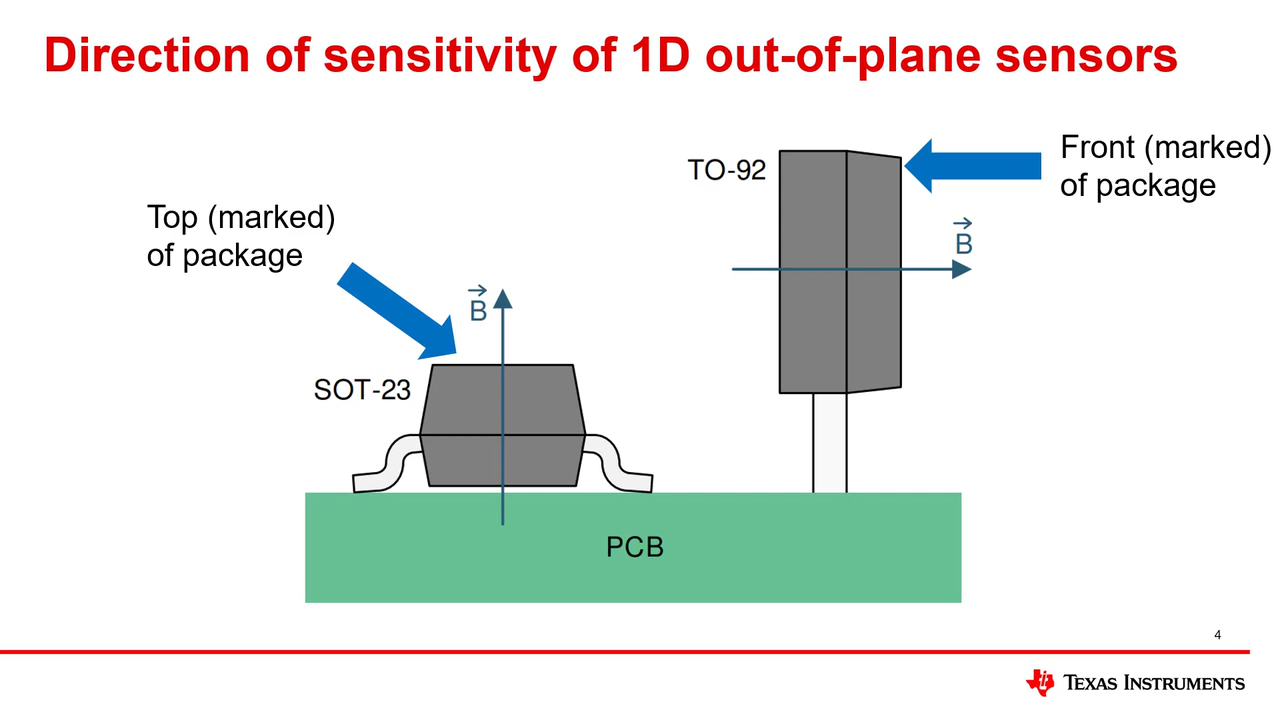 Direction of sensitivity of 1D out-of-plane sensors
Top (marked)
of package
B
SOT-23
TO-92
Front (marked)
of package
B
PCB
4
TEXAS INSTRUMENTS